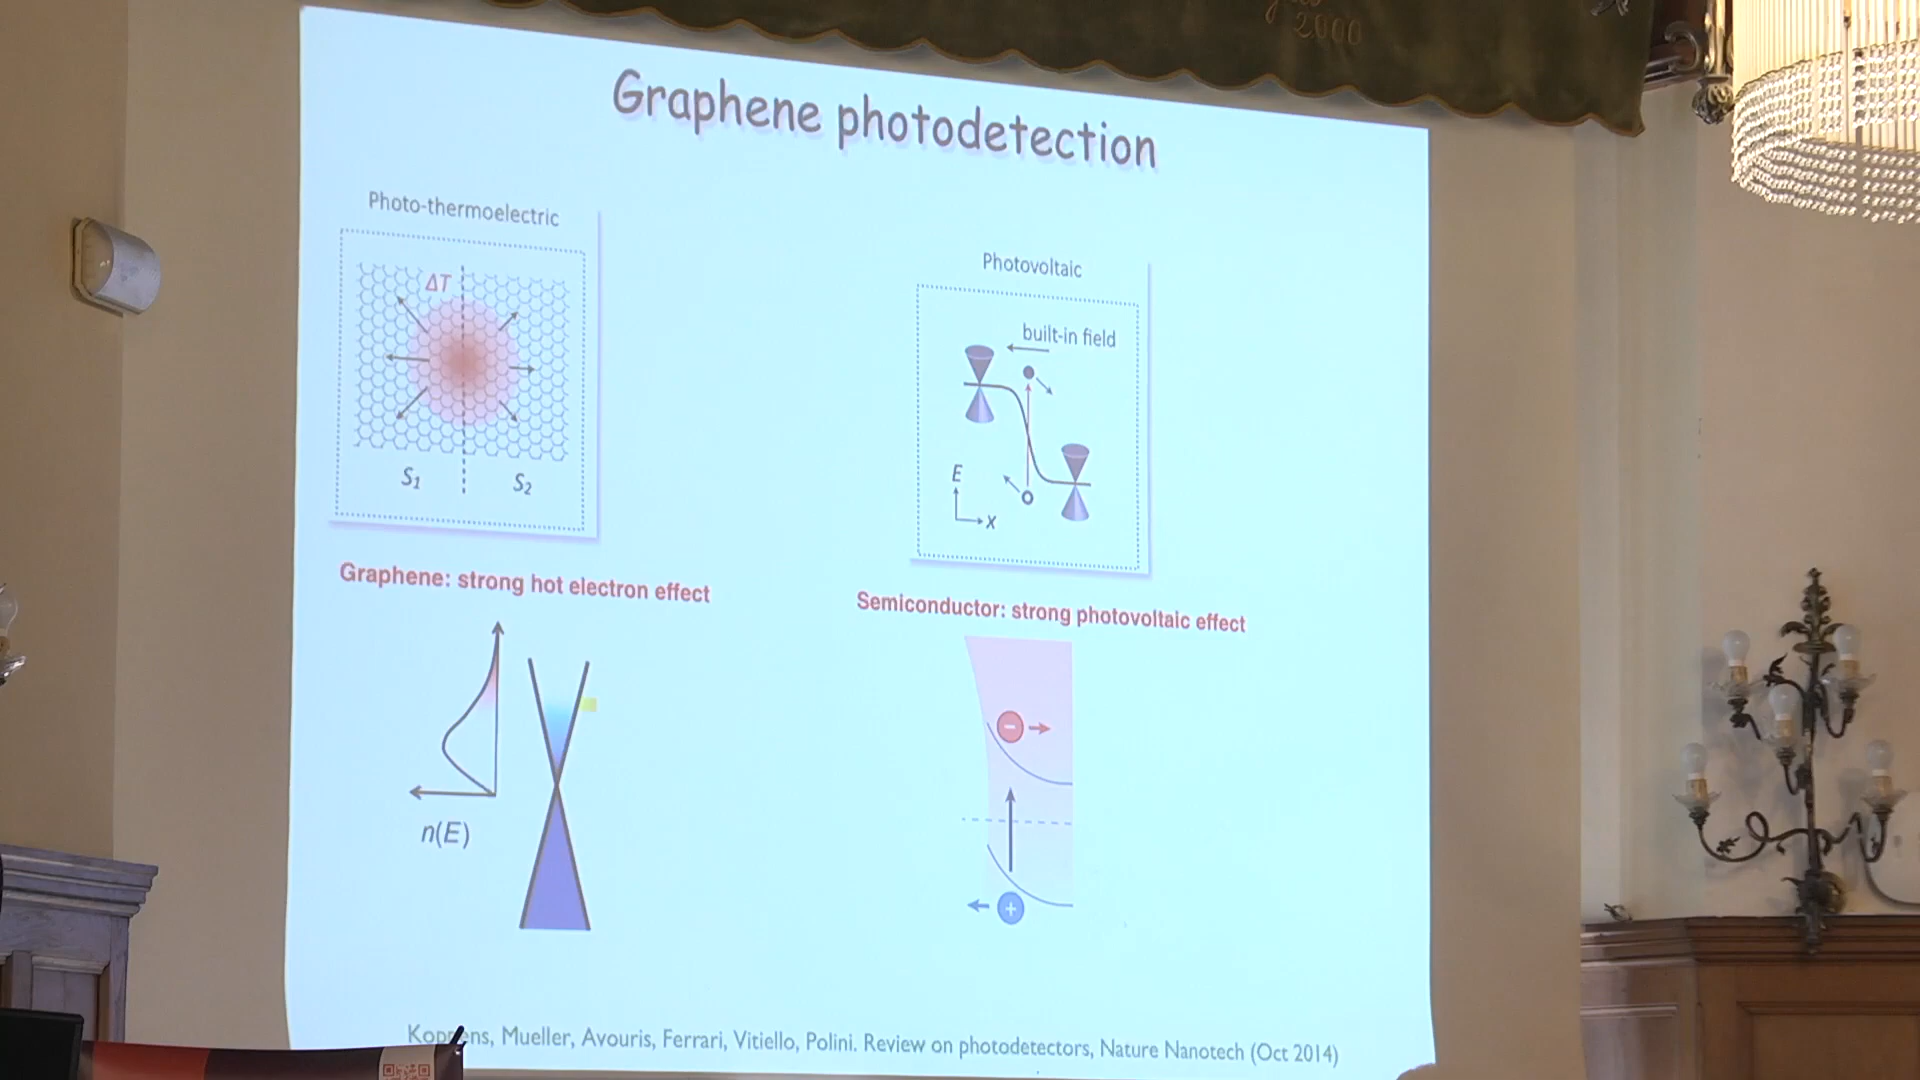 2000
Graphene photodetection
Photo-thermoelectric
ΔT
S₁
S₂
Photovoltaic
built-in field
E
x
Graphene: strong hot electron effect
n(E)
Semiconductor: strong photovoltaic effect
−
+
Mueller, Avouris, Ferrari, Vitiello, Polini. Review on photodetectors, Nature Nanotech (Oct 2014)